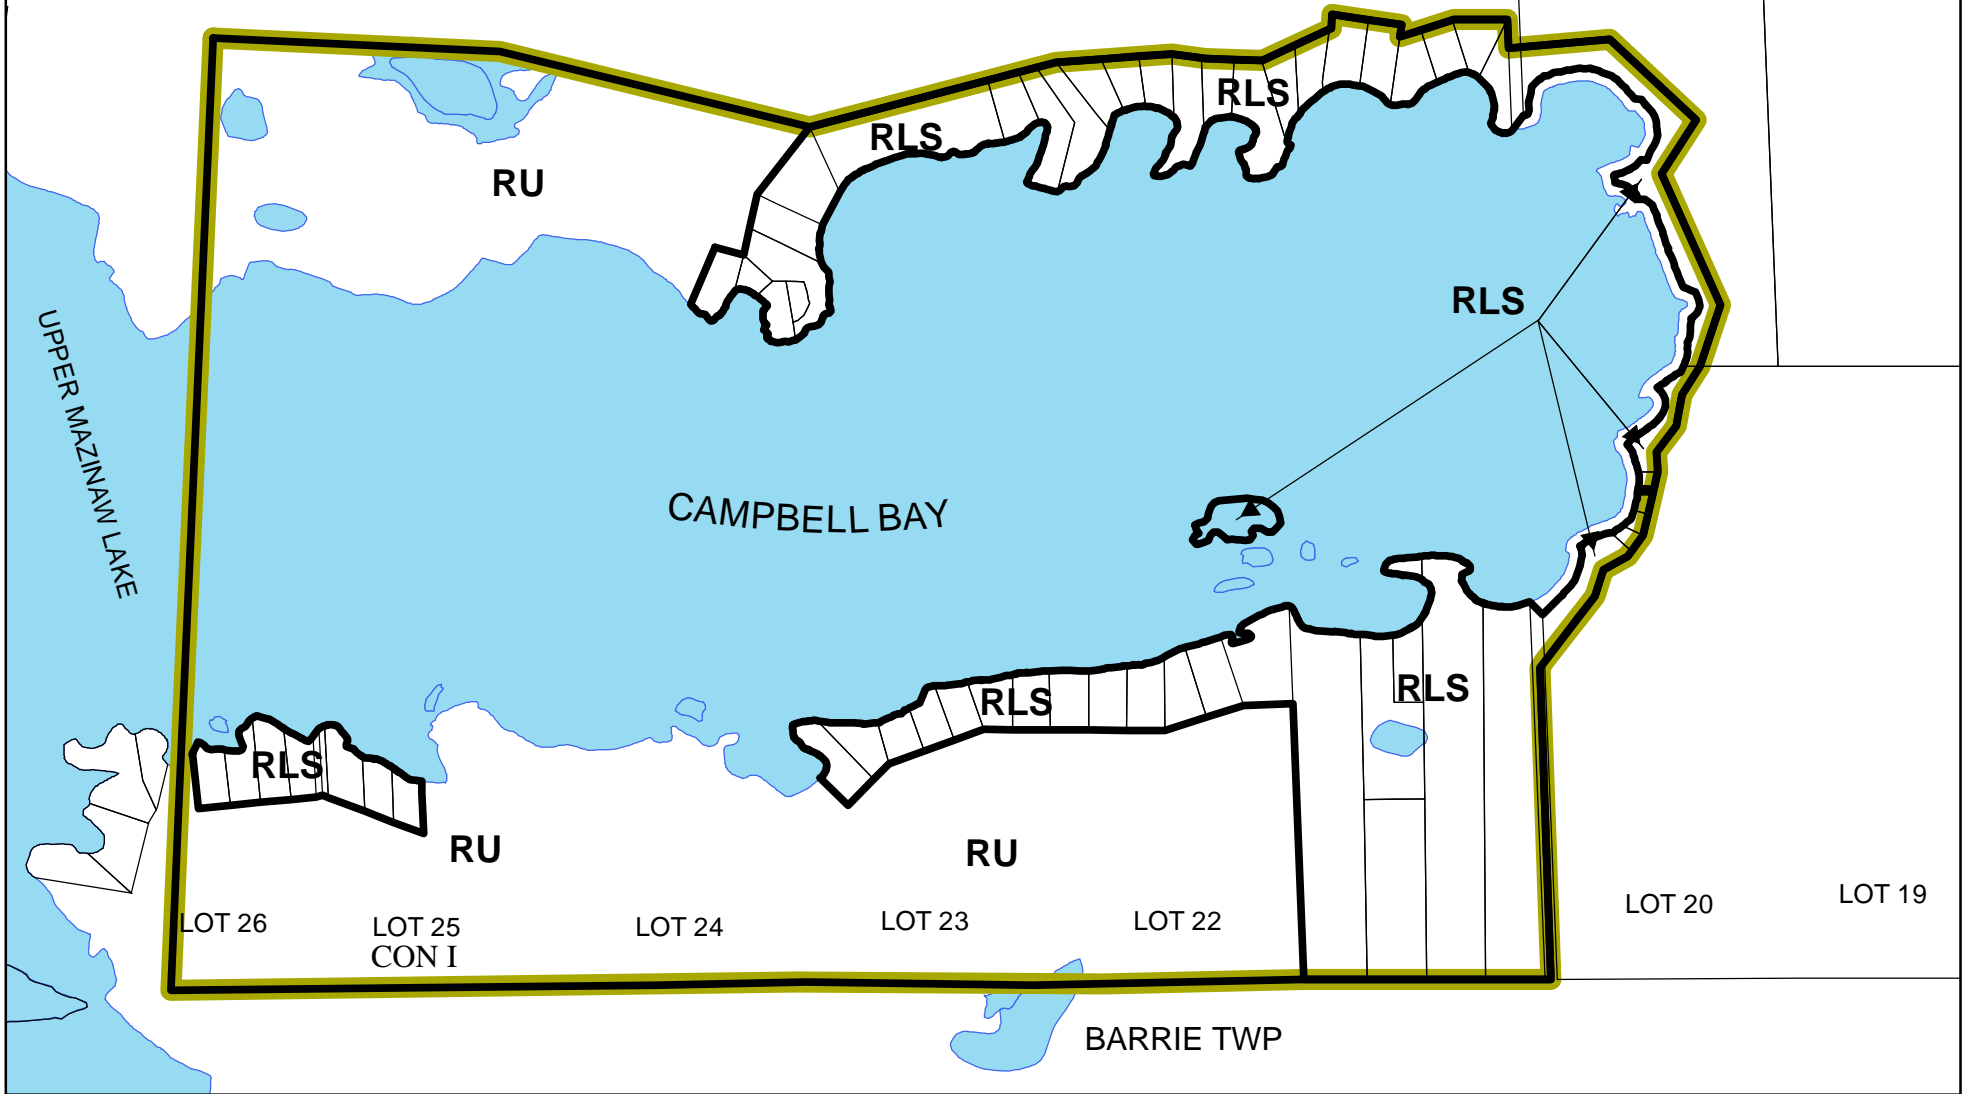 RLS
RLS
RU
RLS
UPPER MAZINAW LAKE
CAMPBELL BAY
RLS
RLS
RLS
RU
RU
LOT 26
LOT 25
CON I
LOT 24
LOT 23
LOT 22
LOT 20
LOT 19
BARRIE TWP